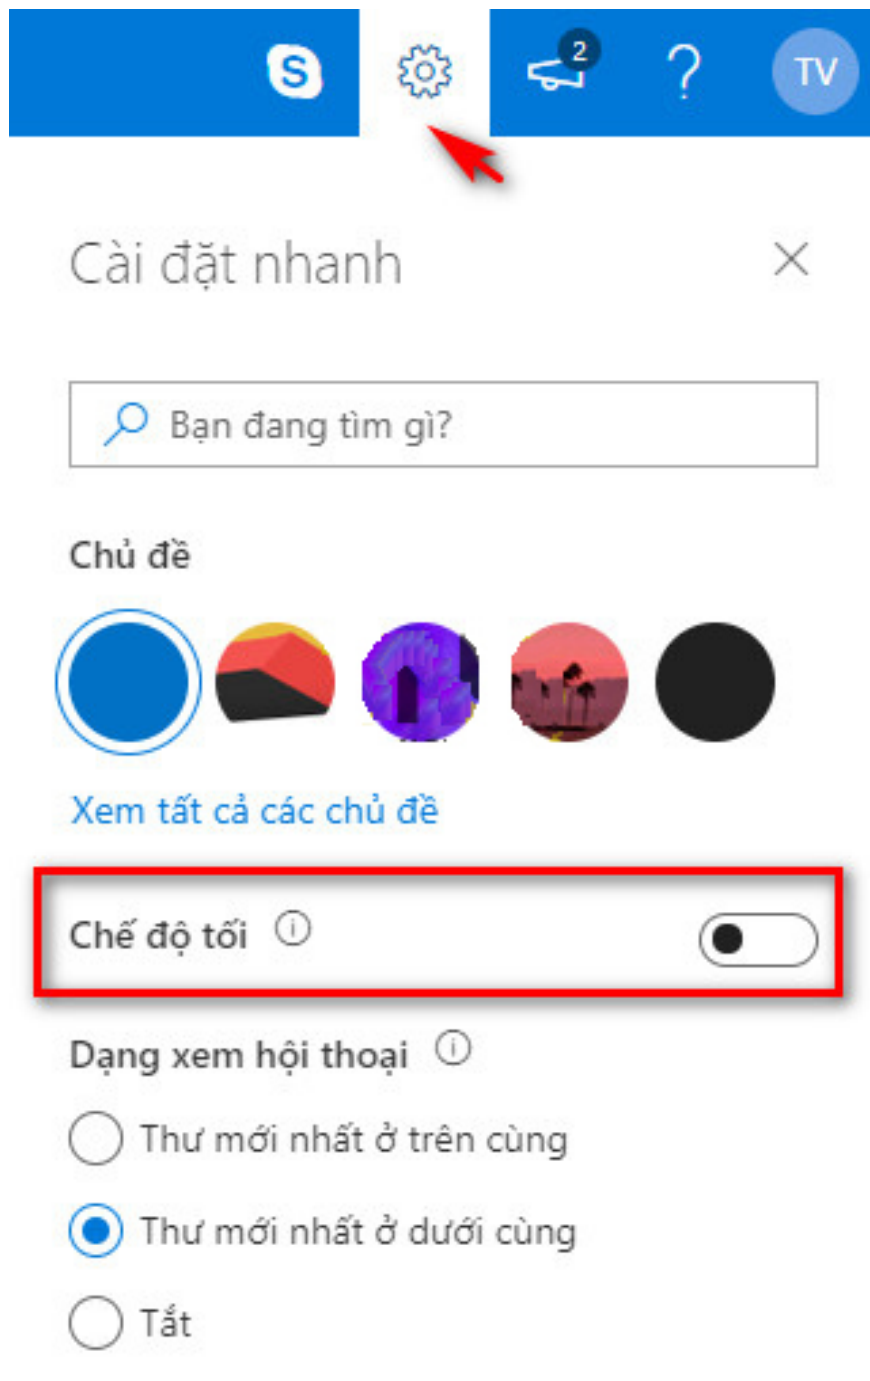 S
2
?
TV
Cài đặt nhanh
Bạn đang tìm gì?
Chủ đề
Xem tất cả các chủ đề
Chế độ tối
Dạng xem hội thoại
Thư mới nhất ở trên cùng
Thư mới nhất ở dưới cùng
Tắt